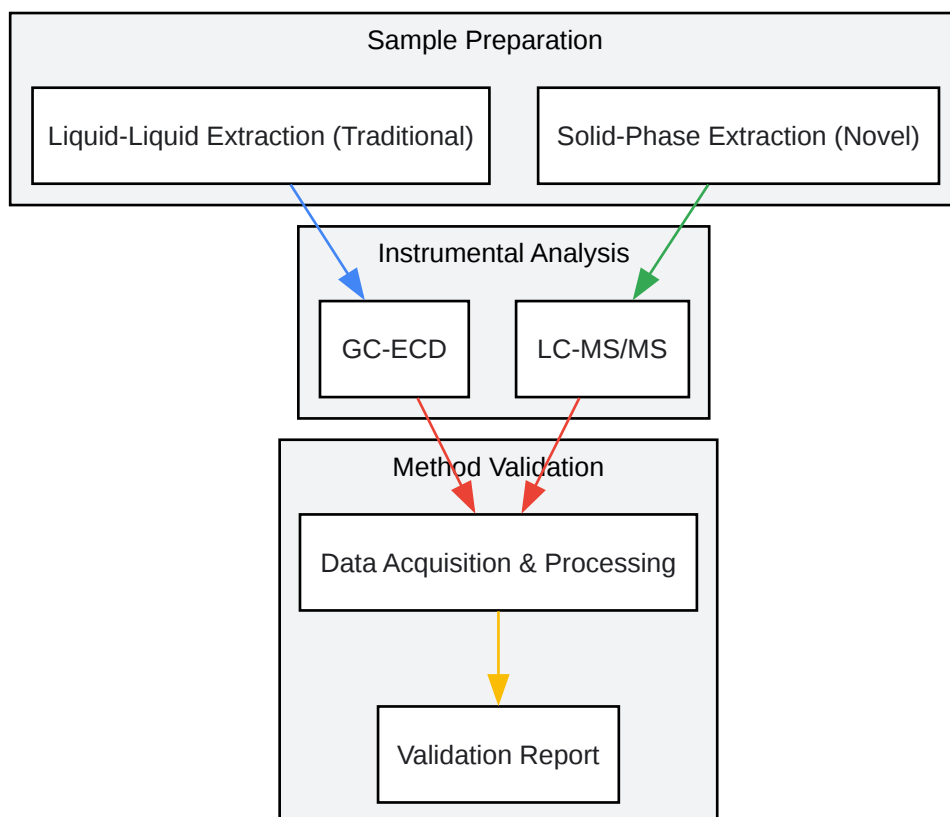 Sample Preparation
Liquid-Liquid Extraction (Traditional)
Solid-Phase Extraction (Novel)
Instrumental Analysis
GC-ECD
LC-MS/MS
Method Validation
Data Acquisition & Processing
Validation Report